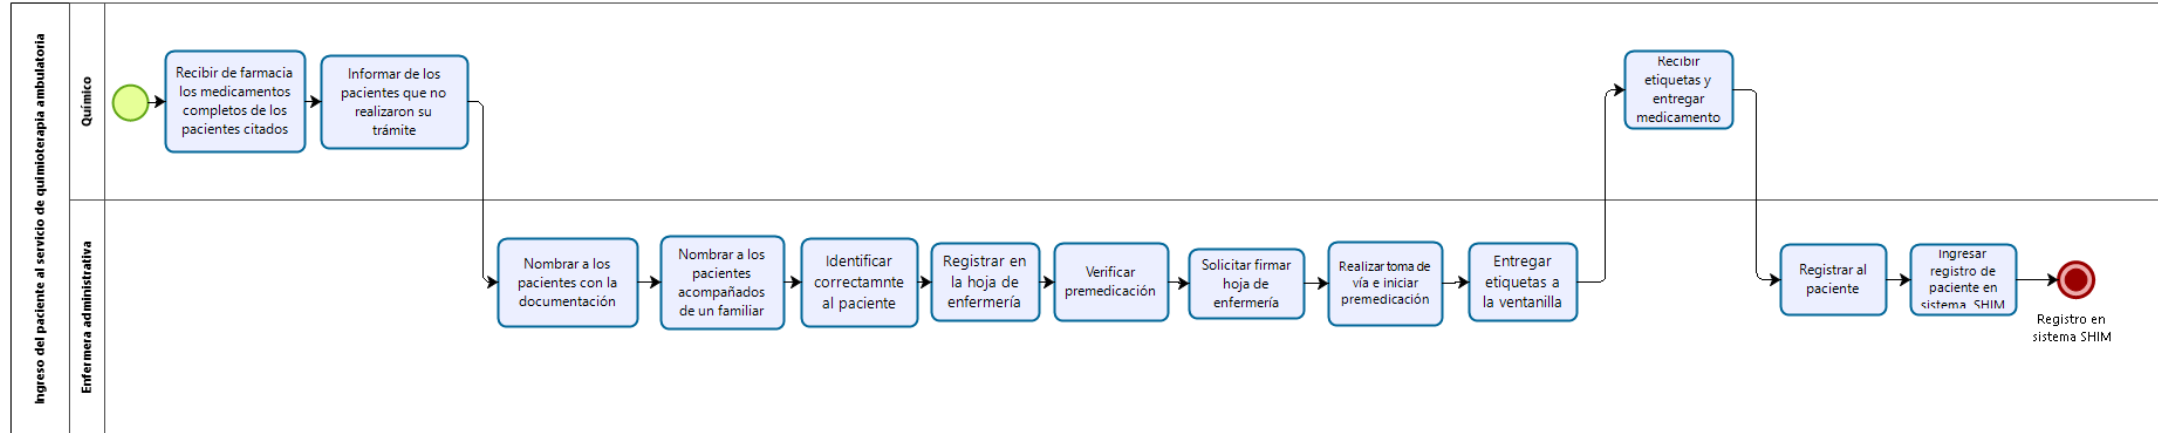 Ingreso del paciente al servicio de quimioterapia ambulatoria
Químico
Recibir de farmacia
los medicamentos
completos de los
pacientes citados
Informar de los
pacientes que no
realizaron su
trámite
Recibir
etiquetas y
entregar
medicamento
Enfermera administrativa
Nombrar a los
pacientes con la
documentación
Nombrar a los
pacientes
acompañados
de un familiar
Identificar
correctamnte
al paciente
Registrar en
la hoja de
enfermería
Verificar
premedicación
Solicitar firmar
hoja de
enfermería
Realizar toma de
vía e iniciar
premedicación
Entregar
etiquetas a
la ventanilla
Registrar al
paciente
Ingresar
registro de
paciente en
sistema SHIM
Registro en
sistema SHIM